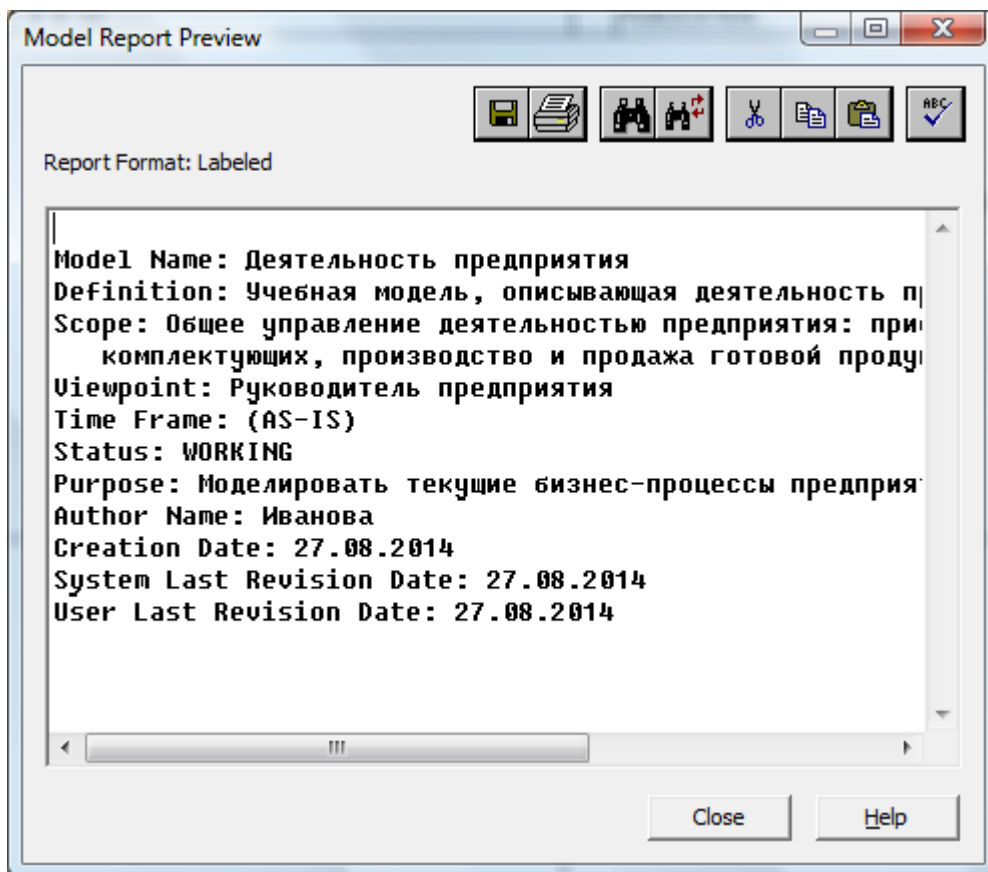 Model Report Preview
ABC
Report Format: Labeled
Model Name: Деятельность предприятия
Definition: Учебная модель, описывающая деятельность
Scope: Общее управление деятельностью предприятия:
комплектующих, производство и продажа готовой
Viewpoint: Руководитель предприятия
Time Frame: (AS-IS)
Status: WORKING
Purpose: Моделировать текущие бизнес-процессы
Author Name: Иванова
Creation Date: 27.08.2014
System Last Revision Date: 27.08.2014
User Last Revision Date: 27.08.2014
Close
Help